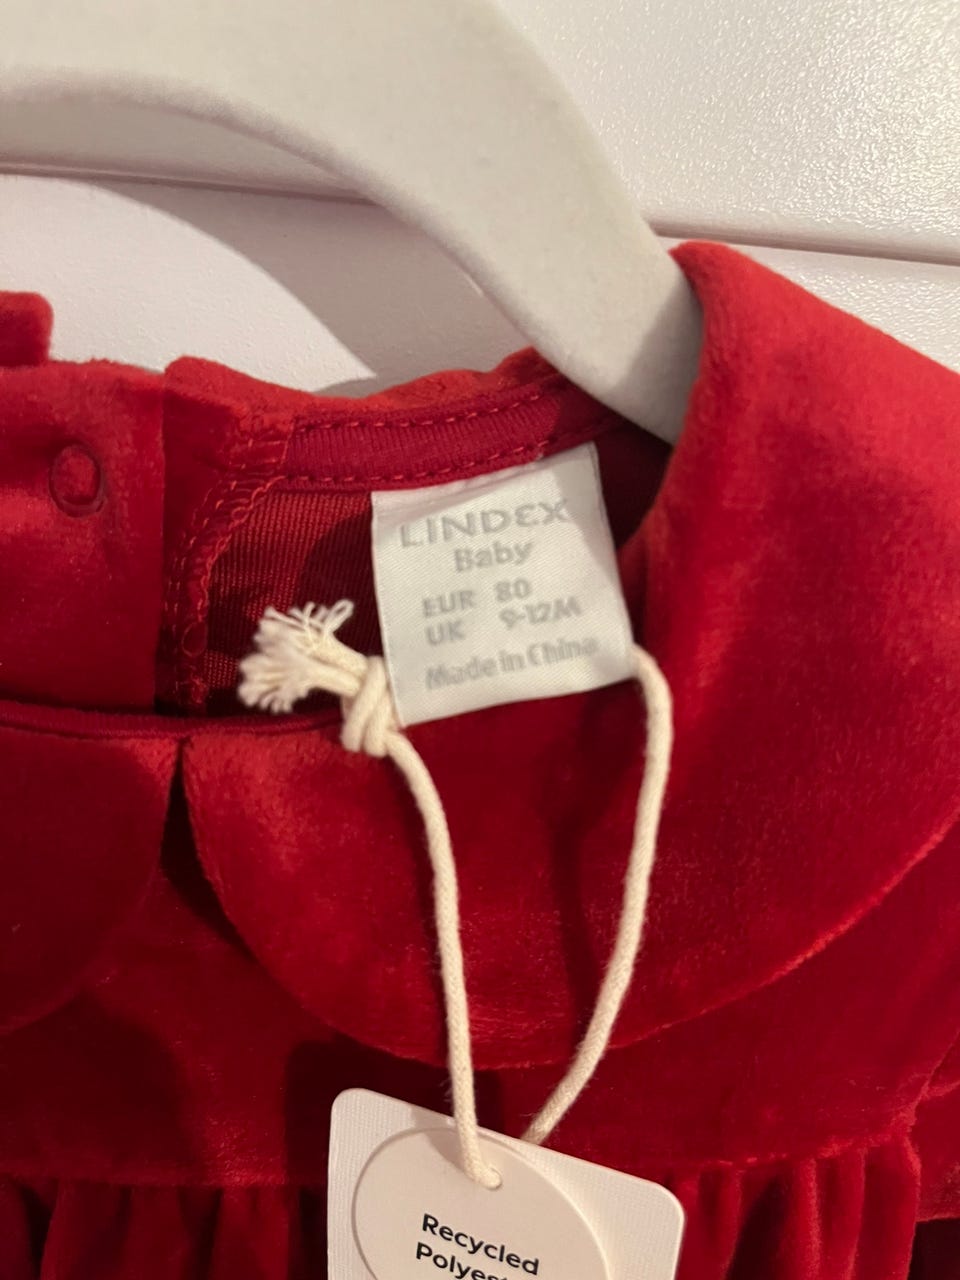 LINDEX
Baby
EUR 80
UK 9-12M
Made in China
Recycled